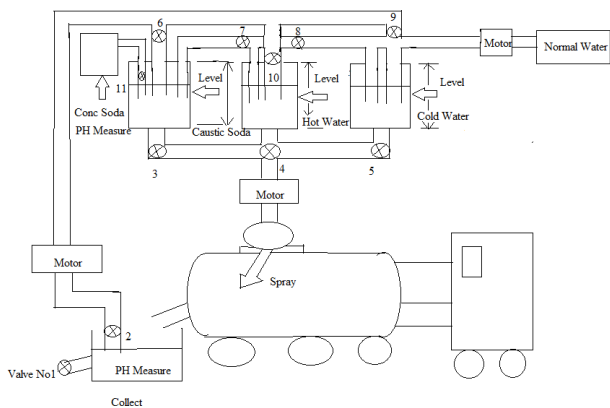 9
6
7
8
Motor
Normal Water
10
Level
Level
Level
11
Conc Soda
PH Measure
Caustic Soda
Hot Water
Cold Water
3
4
5
Motor
Motor
Spray
2
Valve No1
PH Measure
Collect